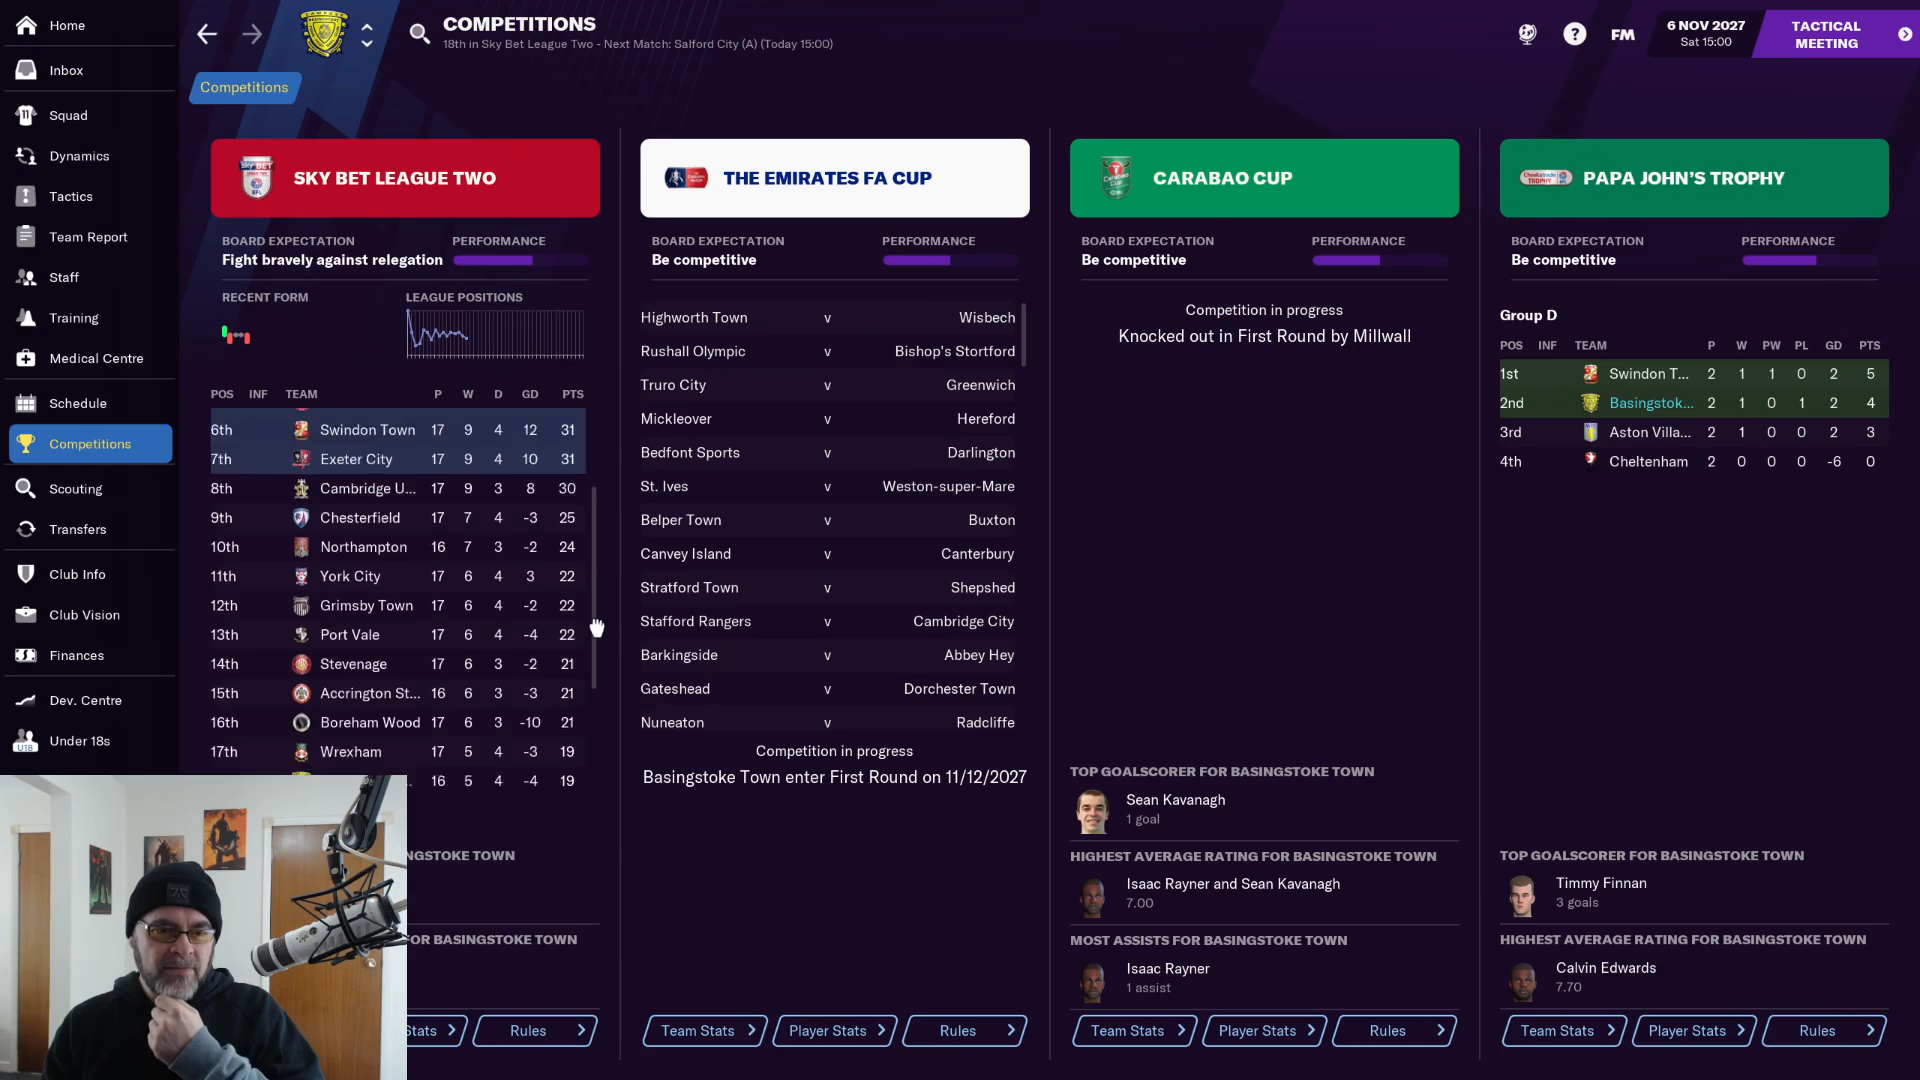 COMPETITIONS
18th in Sky Bet League Two - Next Match: Salford City (A) (Today 15:00)
FM
6 NOV 2027
Sat 15:00
TACTICAL
MEETING
Home
Inbox
Squad
Dynamics
Tactics
Team Report
Staff
Training
Medical Centre
Schedule
Competitions
Scouting
Transfers
Club Info
Club Vision
Finances
Dev. Centre
U18
Under 18s
Competitions
SKY BET LEAGUE TWO
BOARD EXPECTATION PERFORMANCE
Fight bravely against relegation
RECENT FORM LEAGUE POSITIONS
POS INF TEAM P W D GD PTS
6th Swindon Town 17 9 4 12 31
7th Exeter City 17 9 4 10 31
8th Cambridge U... 17 9 3 8 30
9th Chesterfield 17 7 4 -3 25
10th Northampton 16 7 3 -2 24
11th York City 17 6 4 3 22
12th Grimsby Town 17 6 4 -2 22
13th Port Vale 17 6 4 -4 22
14th Stevenage 17 6 3 -2 21
15th Accrington St... 16 6 3 -3 21
16th Boreham Wood 17 6 3 -10 21
17th Wrexham 17 5 4 -3 19
16 5 4 -4 19
NGSTOKE TOWN
OR BASINGSTOKE TOWN
Stats
Rules
THE EMIRATES FA CUP
BOARD EXPECTATION PERFORMANCE
Be competitive
Highworth Town v Wisbech
Rushall Olympic v Bishop's Stortford
Truro City v Greenwich
Mickleover v Hereford
Bedfont Sports v Darlington
St. Ives v Weston-super-Mare
Belper Town v Buxton
Canvey Island v Canterbury
Stratford Town v Shepshed
Stafford Rangers v Cambridge City
Barkingside v Abbey Hey
Gateshead v Dorchester Town
Nuneaton v Radcliffe
Competition in progress
Basingstoke Town enter First Round on 11/12/2027
Team Stats
Player Stats
Rules
CARABAO CUP
BOARD EXPECTATION PERFORMANCE
Be competitive
Competition in progress
Knocked out in First Round by Millwall
TOP GOALSCORER FOR BASINGSTOKE TOWN
Sean Kavanagh
1 goal
HIGHEST AVERAGE RATING FOR BASINGSTOKE TOWN
Isaac Rayner and Sean Kavanagh
7.00
MOST ASSISTS FOR BASINGSTOKE TOWN
Isaac Rayner
1 assist
Team Stats
Player Stats
Rules
PAPA JOHN'S TROPHY
BOARD EXPECTATION PERFORMANCE
Be competitive
Group D
POS INF TEAM P W PW PL GD PTS
1st Swindon T... 2 1 1 0 2 5
2nd Basingstok... 2 1 0 1 2 4
3rd Aston Villa... 2 1 0 0 2 3
4th Cheltenham 2 0 0 0 -6 0
TOP GOALSCORER FOR BASINGSTOKE TOWN
Timmy Finnan
3 goals
HIGHEST AVERAGE RATING FOR BASINGSTOKE TOWN
Calvin Edwards
7.70
Team Stats
Player Stats
Rules